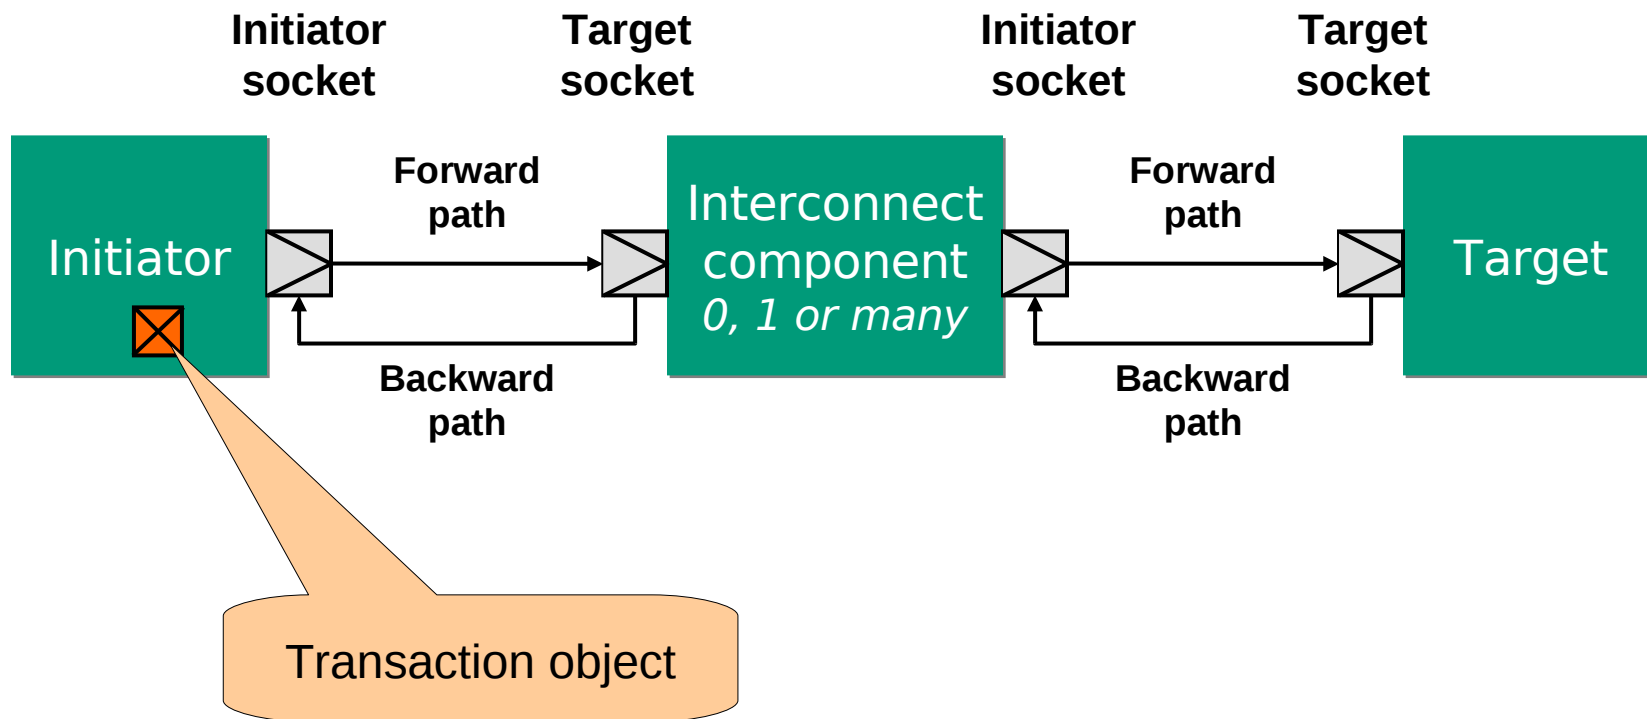 Initiator
socket
Target
socket
Initiator
socket
Target
socket
Initiator
Forward
path
Backward
path
Interconnect
component
0, 1 or many
Forward
path
Backward
path
Target
Transaction object